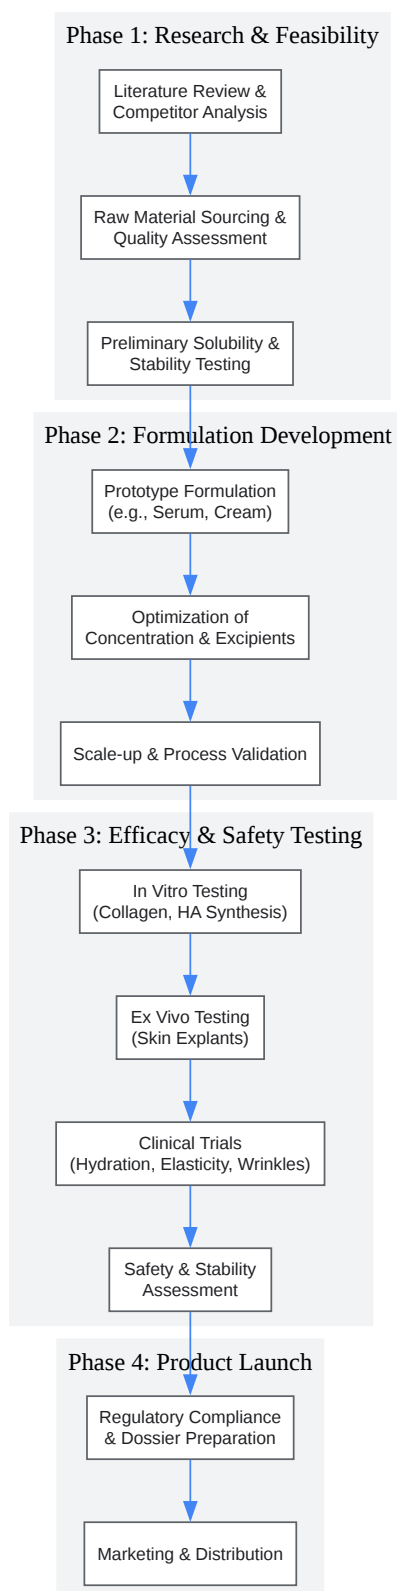 Phase 1: Research & Feasibility
Literature Review &
Competitor Analysis
Raw Material Sourcing &
Quality Assessment
Preliminary Solubility &
Stability Testing
Phase 2: Formulation Development
Prototype Formulation
(e.g., Serum, Cream)
Optimization of
Concentration & Excipients
Scale-up & Process Validation
Phase 3: Efficacy & Safety Testing
In Vitro Testing
(Collagen, HA Synthesis)
Ex Vivo Testing
(Skin Explants)
Clinical Trials
(Hydration, Elasticity, Wrinkles)
Safety & Stability
Assessment
Phase 4: Product Launch
Regulatory Compliance
& Dossier Preparation
Marketing & Distribution